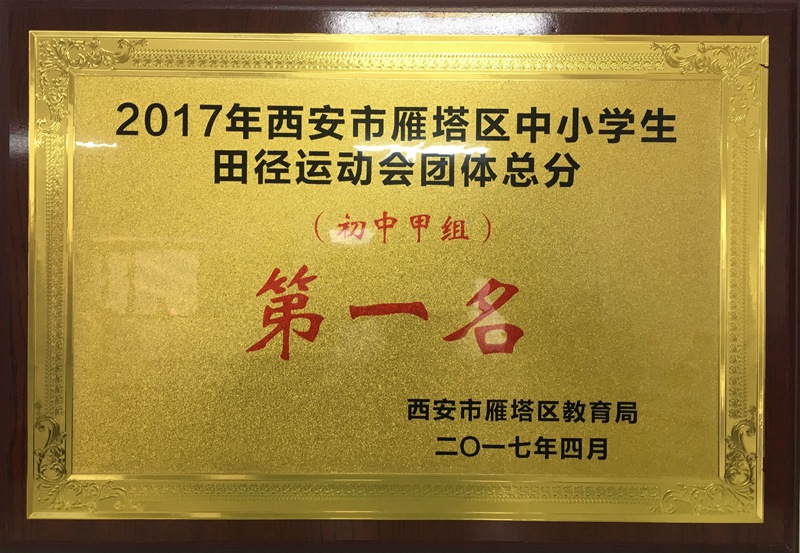 2017年西安市雁塔区中小学生
田径运动会团体总分
（初中甲组）
第一名
西安市雁塔区教育局
二〇一七年四月